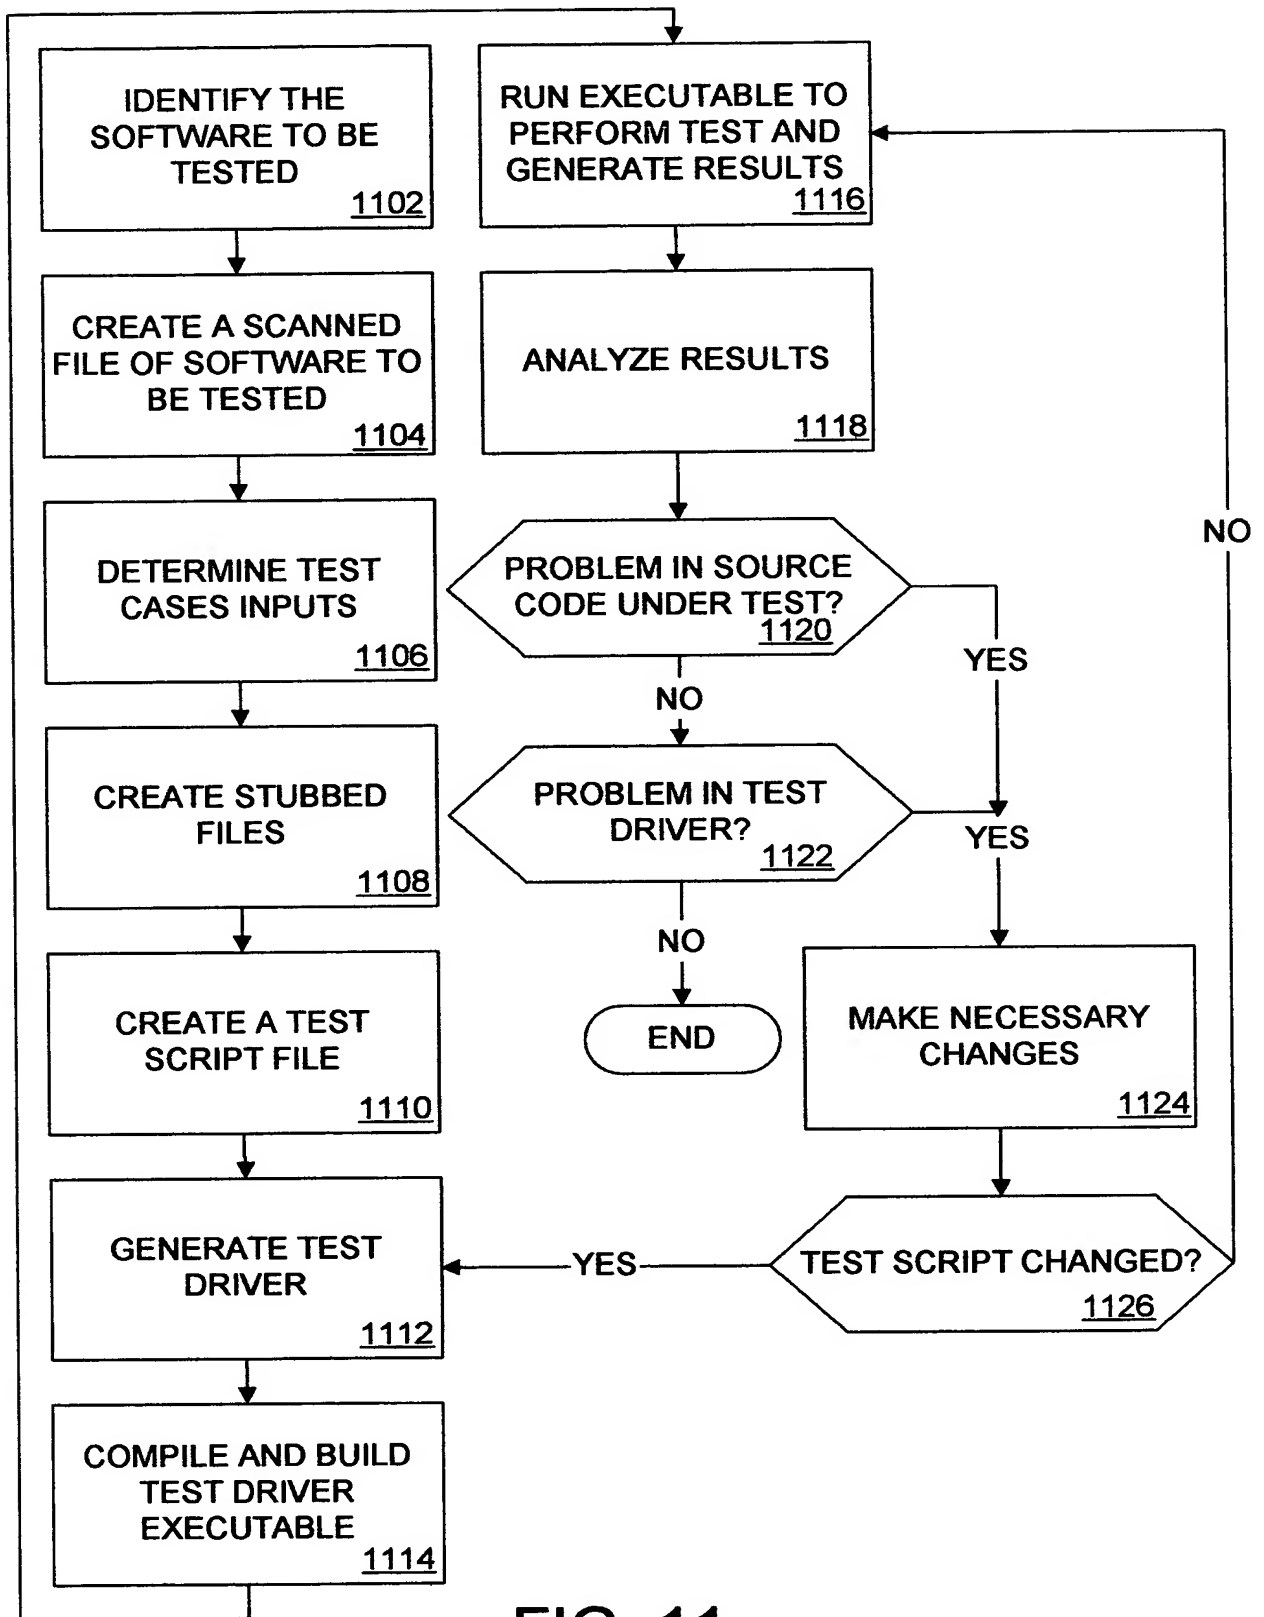 IDENTIFY THE
SOFTWARE TO BE
TESTED
1102
CREATE A SCANNED
FILE OF SOFTWARE TO
BE TESTED
1104
DETERMINE TEST
CASES INPUTS
1106
CREATE STUBBED
FILES
1108
CREATE A TEST
SCRIPT FILE
1110
GENERATE TEST
DRIVER
1112
COMPILE AND BUILD
TEST DRIVER
EXECUTABLE
1114
RUN EXECUTABLE TO
PERFORM TEST AND
GENERATE RESULTS
1116
ANALYZE RESULTS
1118
PROBLEM IN SOURCE
CODE UNDER TEST?
1120
YES
NO
PROBLEM IN TEST
DRIVER?
1122
YES
NO
END
MAKE NECESSARY
CHANGES
1124
TEST SCRIPT CHANGED?
1126
YES
NO
FIG. 11